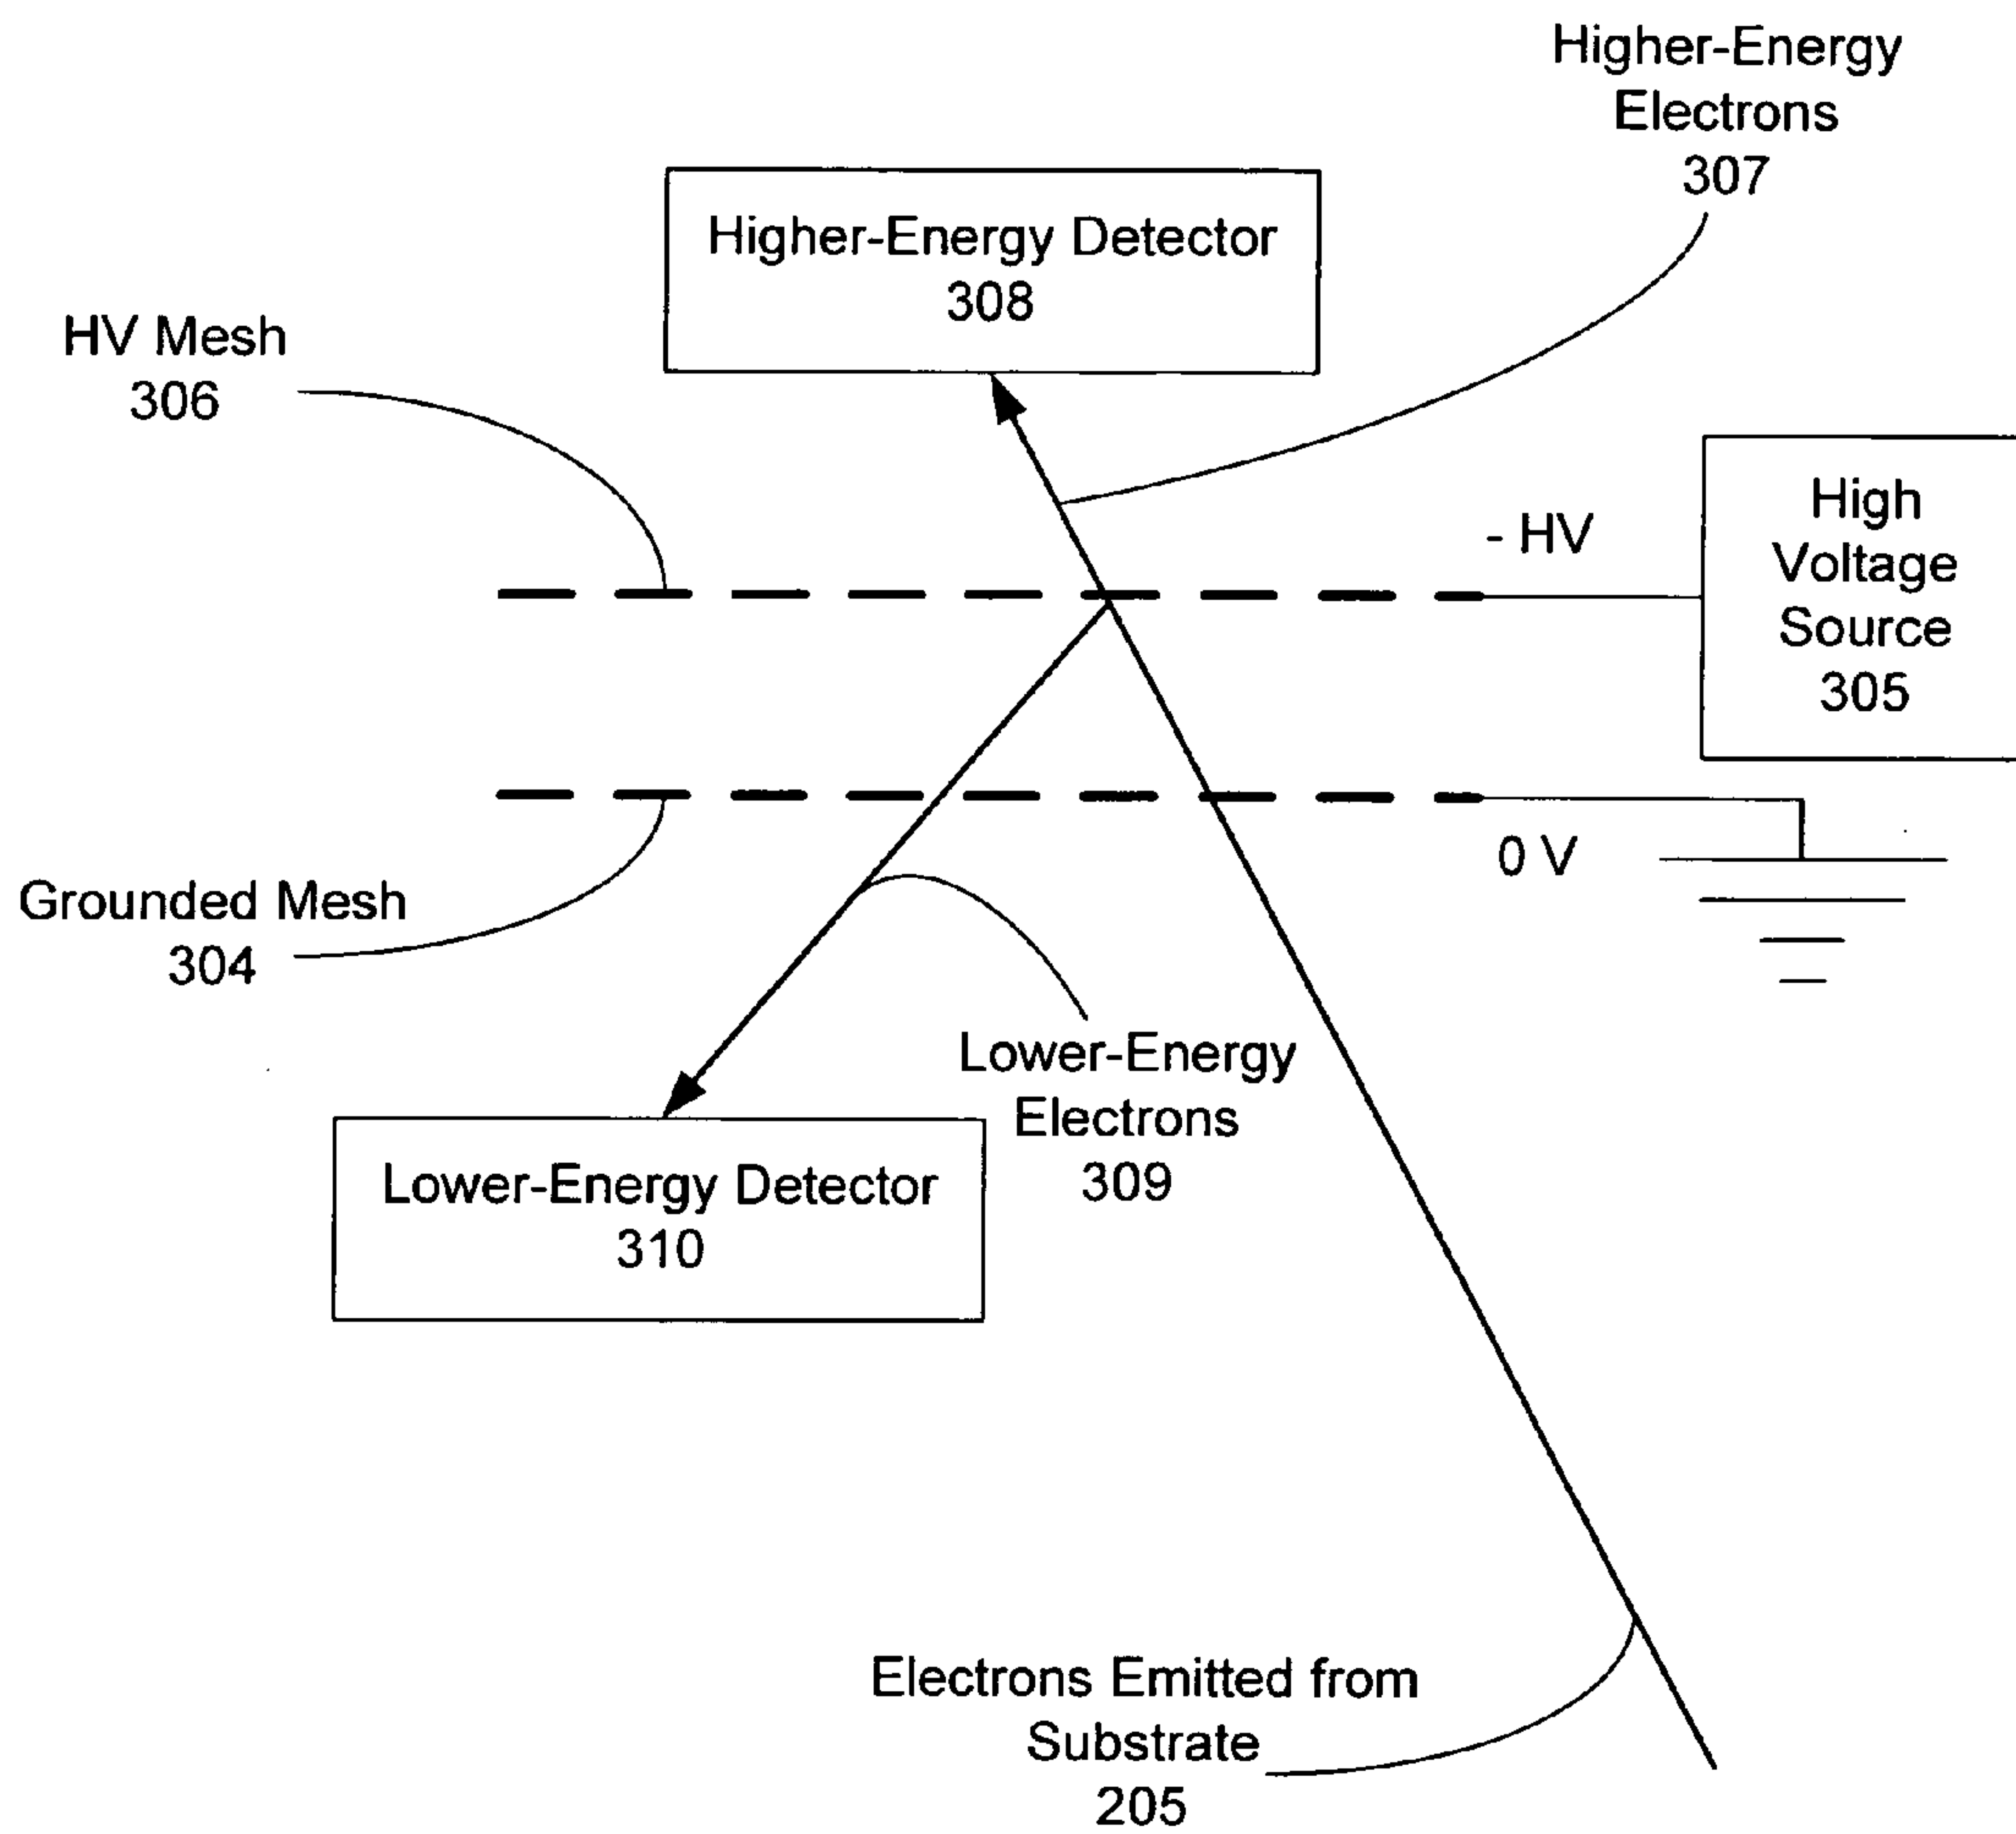 Higher-Energy
Electrons
307
Higher-Energy Detector
308
HV Mesh
306
- HV
High
Voltage
Source
305
0 V
Grounded Mesh
304
Lower-Energy
Electrons
309
Lower-Energy Detector
310
Electrons Emitted from
Substrate
205